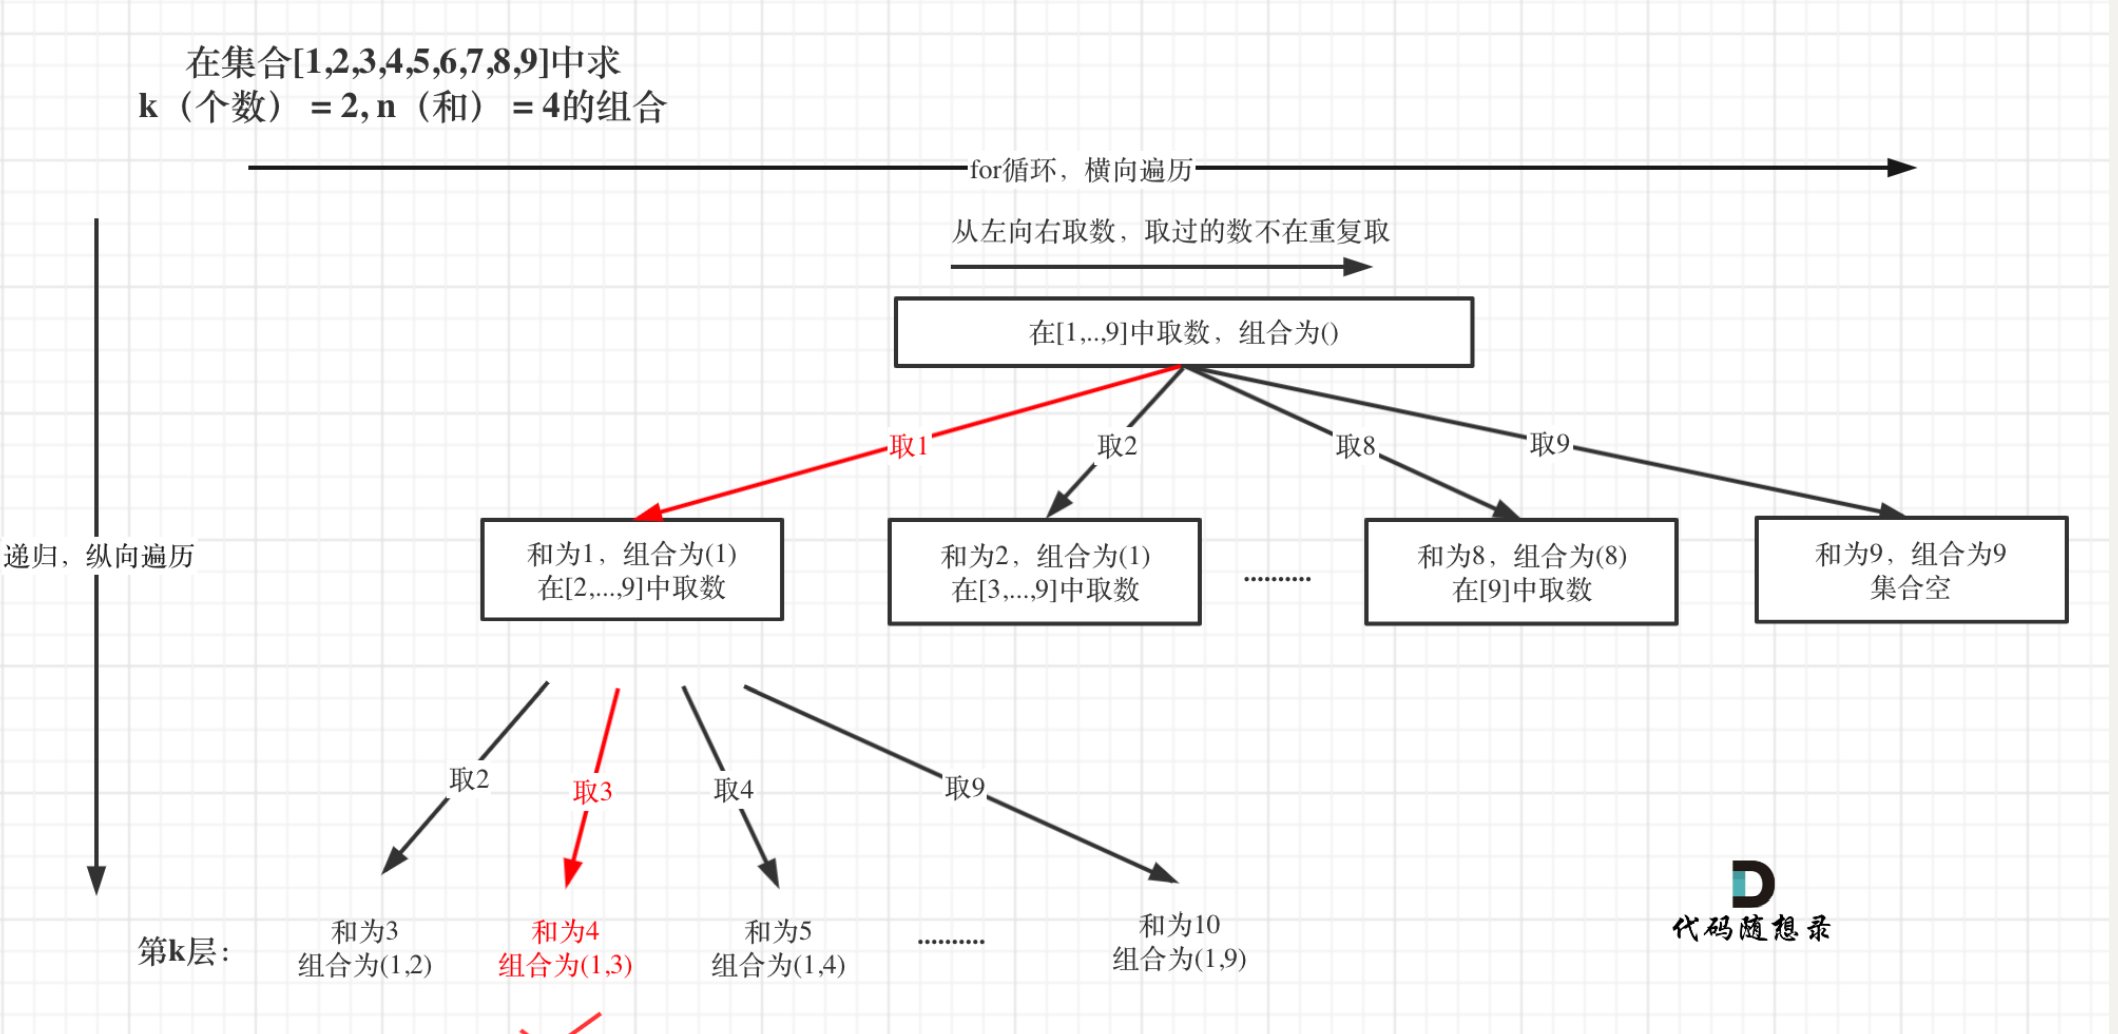 在集合[1,2,3,4,5,6,7,8,9]中求
k（个数） = 2, n（和） = 4的组合
for循环，横向遍历
从左向右取数，取过的数不在重复取
在[1,..,9]中取数，组合为()
取1
取2
取8
取9
递归，纵向遍历
和为1，组合为(1)
在[2,...,9]中取数
和为2，组合为(1)
在[3,...,9]中取数
..........
和为8，组合为(8)
在[9]中取数
和为9，组合为9
集合空
取2
取3
取4
取9
第k层：
和为3
组合为(1,2)
和为4
组合为(1,3)
和为5
组合为(1,4)
..........
和为10
组合为(1,9)
代码随想录